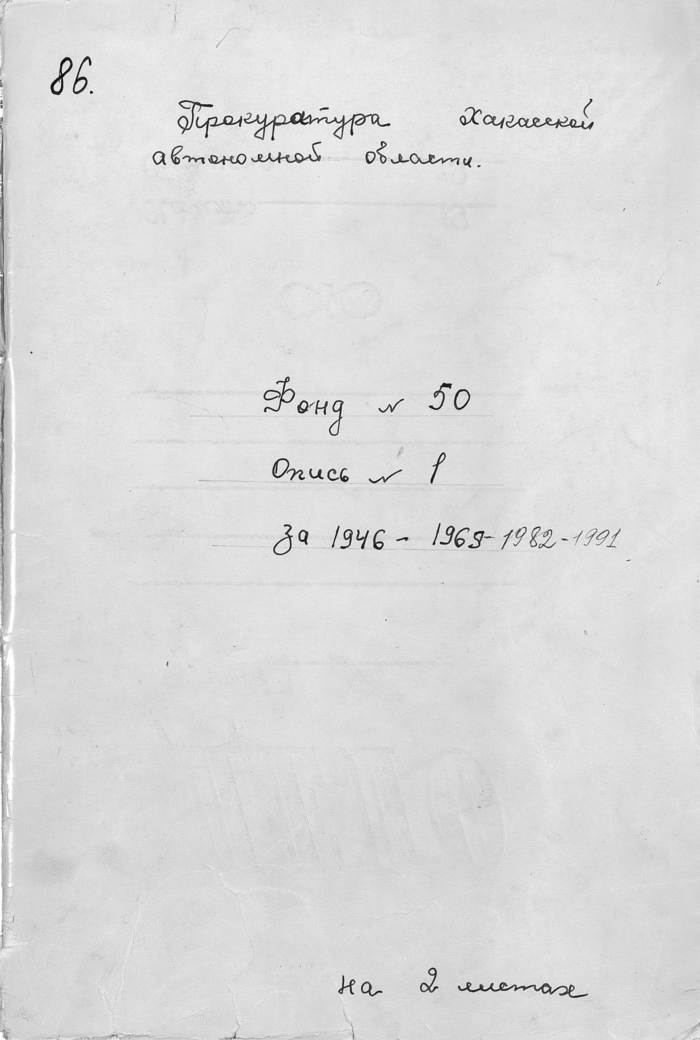 86.
Прокуратура Хакасской
автономной области.
Фонд № 50
Опись № 1
За 1946 - 1969-1982-1991
на 2 листах